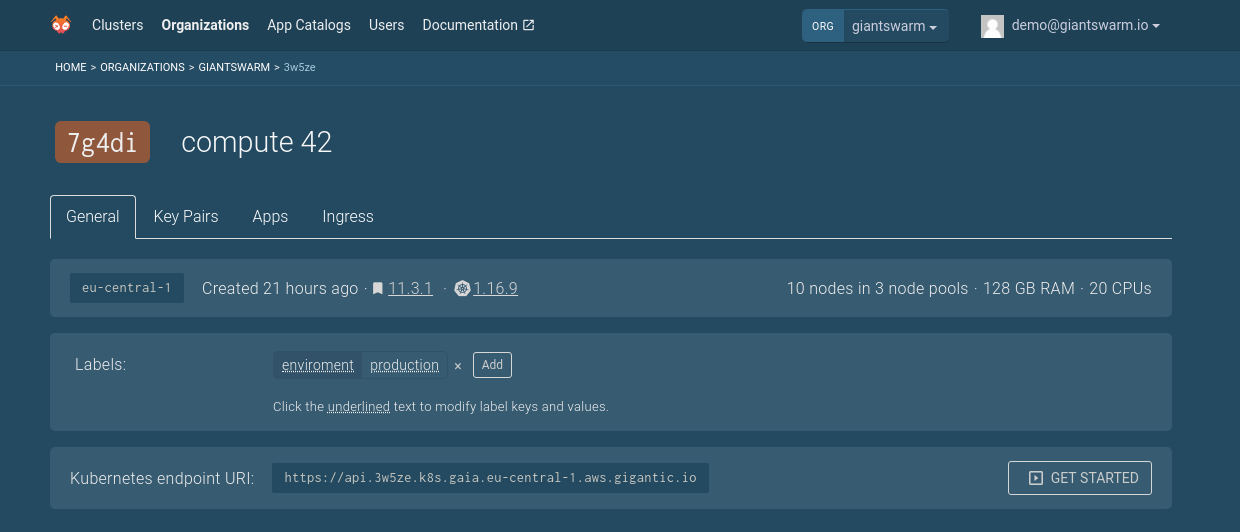 Clusters Organizations App Catalogs Users Documentation ORG giantswarm demo@giantswarm.io
HOME > ORGANIZATIONS > GIANTSWARM > 3w5ze
7g4di compute 42
General Key Pairs Apps Ingress
eu-central-1 Created 21 hours ago · 11.3.1 · 1.16.9 10 nodes in 3 node pools · 128 GB RAM · 20 CPUs
Labels: enviroment production × Add
Click the underlined text to modify label keys and values.
Kubernetes endpoint URI: https://api.3w5ze.k8s.gaia.eu-central-1.aws.gigantic.io GET STARTED